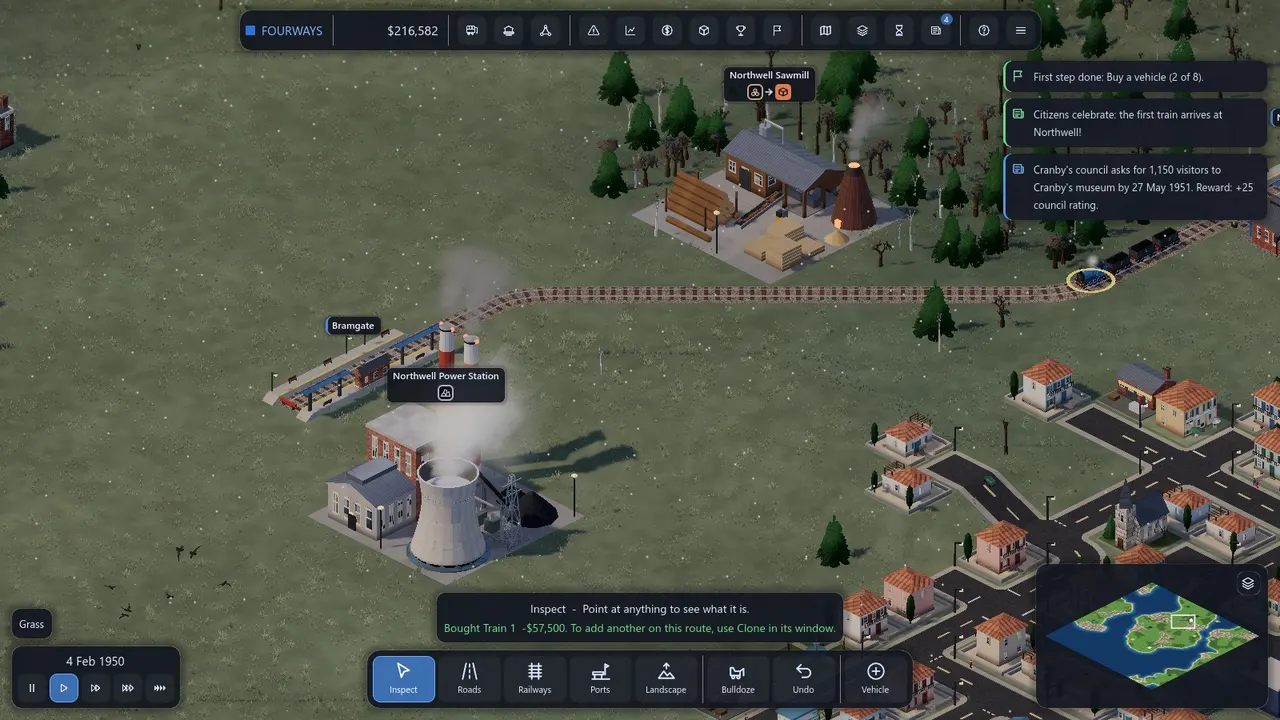 FOURWAYS
$216,582
4
First step done: Buy a vehicle (2 of 8).
Citizens celebrate: the first train arrives at
Northwell!
Cranby's council asks for 1,150 visitors to
Cranby's museum by 27 May 1951. Reward: +25
council rating.
Northwell Sawmill
Bramgate
Northwell Power Station
Grass
4 Feb 1950
Inspect - Point at anything to see what it is.
Bought Train 1 -$57,500. To add another on this route, use Clone in its window.
Inspect
Roads
Railways
Ports
Landscape
Bulldoze
Undo
Vehicle